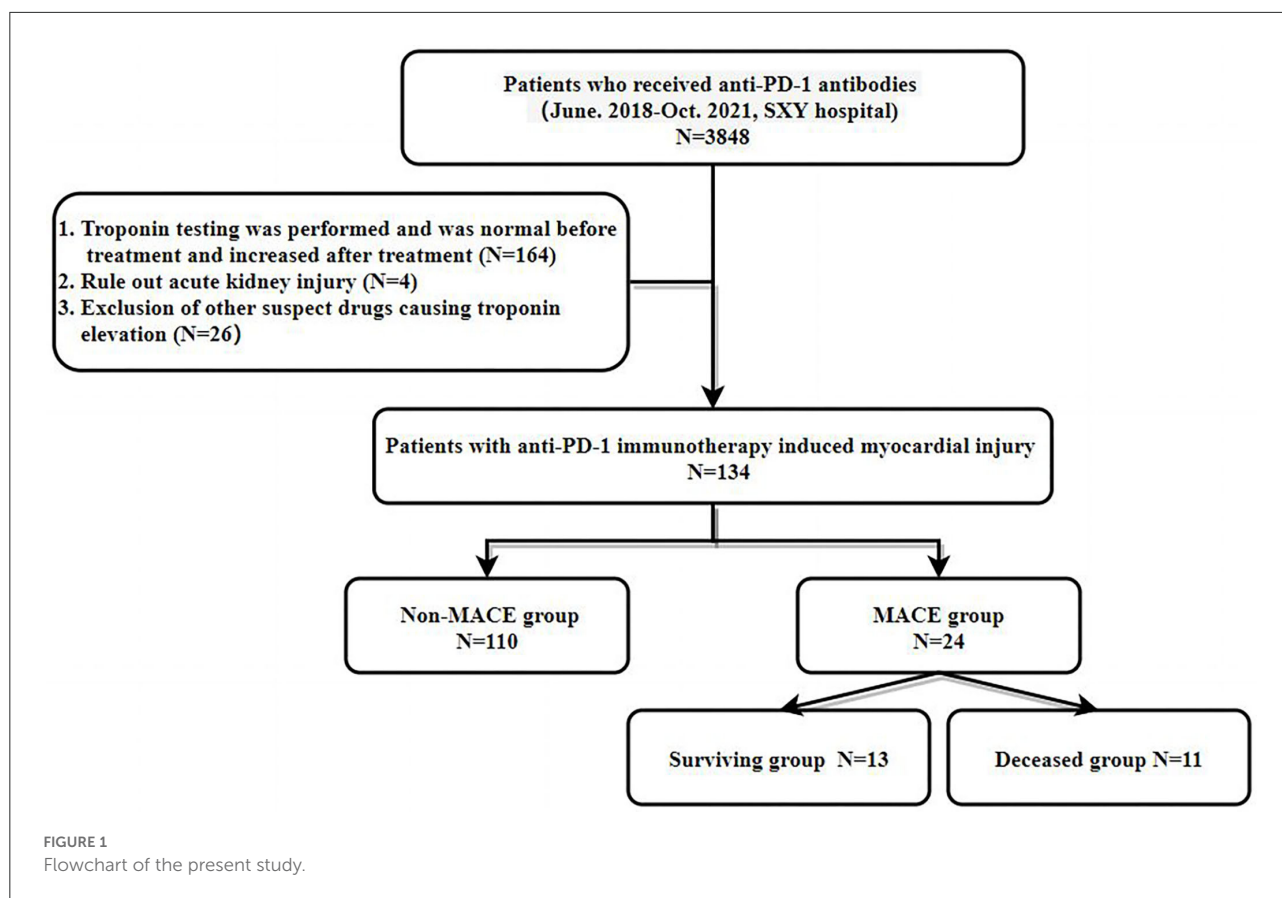 Patients who received anti-PD-1 antibodies
(June. 2018-Oct. 2021, SXY hospital)
N=3848
1. Troponin testing was performed and was normal before
treatment and increased after treatment (N=164)
2. Rule out acute kidney injury (N=4)
3. Exclusion of other suspect drugs causing troponin
elevation (N=26)
Patients with anti-PD-1 immunotherapy induced myocardial injury
N=134
Non-MACE group
N=110
MACE group
N=24
Surviving group N=13
Deceased group N=11
FIGURE 1
Flowchart of the present study.